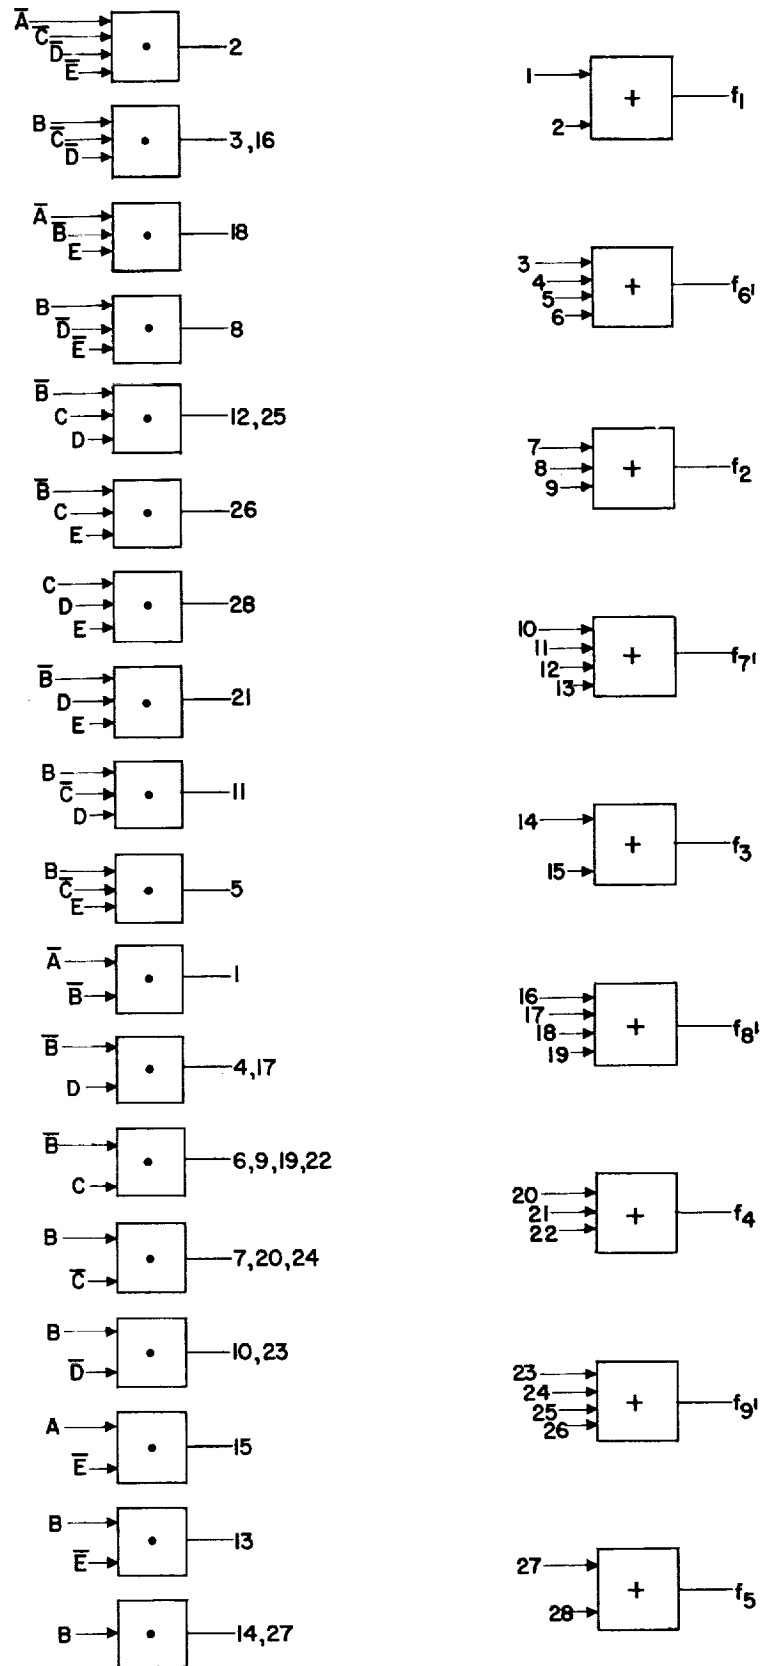 A̅
C̅
D̅
E̅
• 2
B
C̅
D̅
• 3,16
A̅
B̅
E
• 18
B
D̅
E̅
• 8
B̅
C
D
• 12,25
B̅
C
E
• 26
C
D
E
• 28
B̅
D
E
• 21
B
C̅
D
• 11
B
C̅
E
• 5
A̅
B̅
• 1
B̅
D
• 4,17
B̅
C
• 6,9,19,22
B
C̅
• 7,20,24
B
D̅
• 10,23
A
E̅
• 15
B
E̅
• 13
B
• 14,27
1
2
+ f1
3
4
5
6
+ f6'
7
8
9
+ f2
10
11
12
13
+ f7'
14
15
+ f3
16
17
18
19
+ f8'
20
21
22
+ f4
23
24
25
26
+ f9'
27
28
+ f5